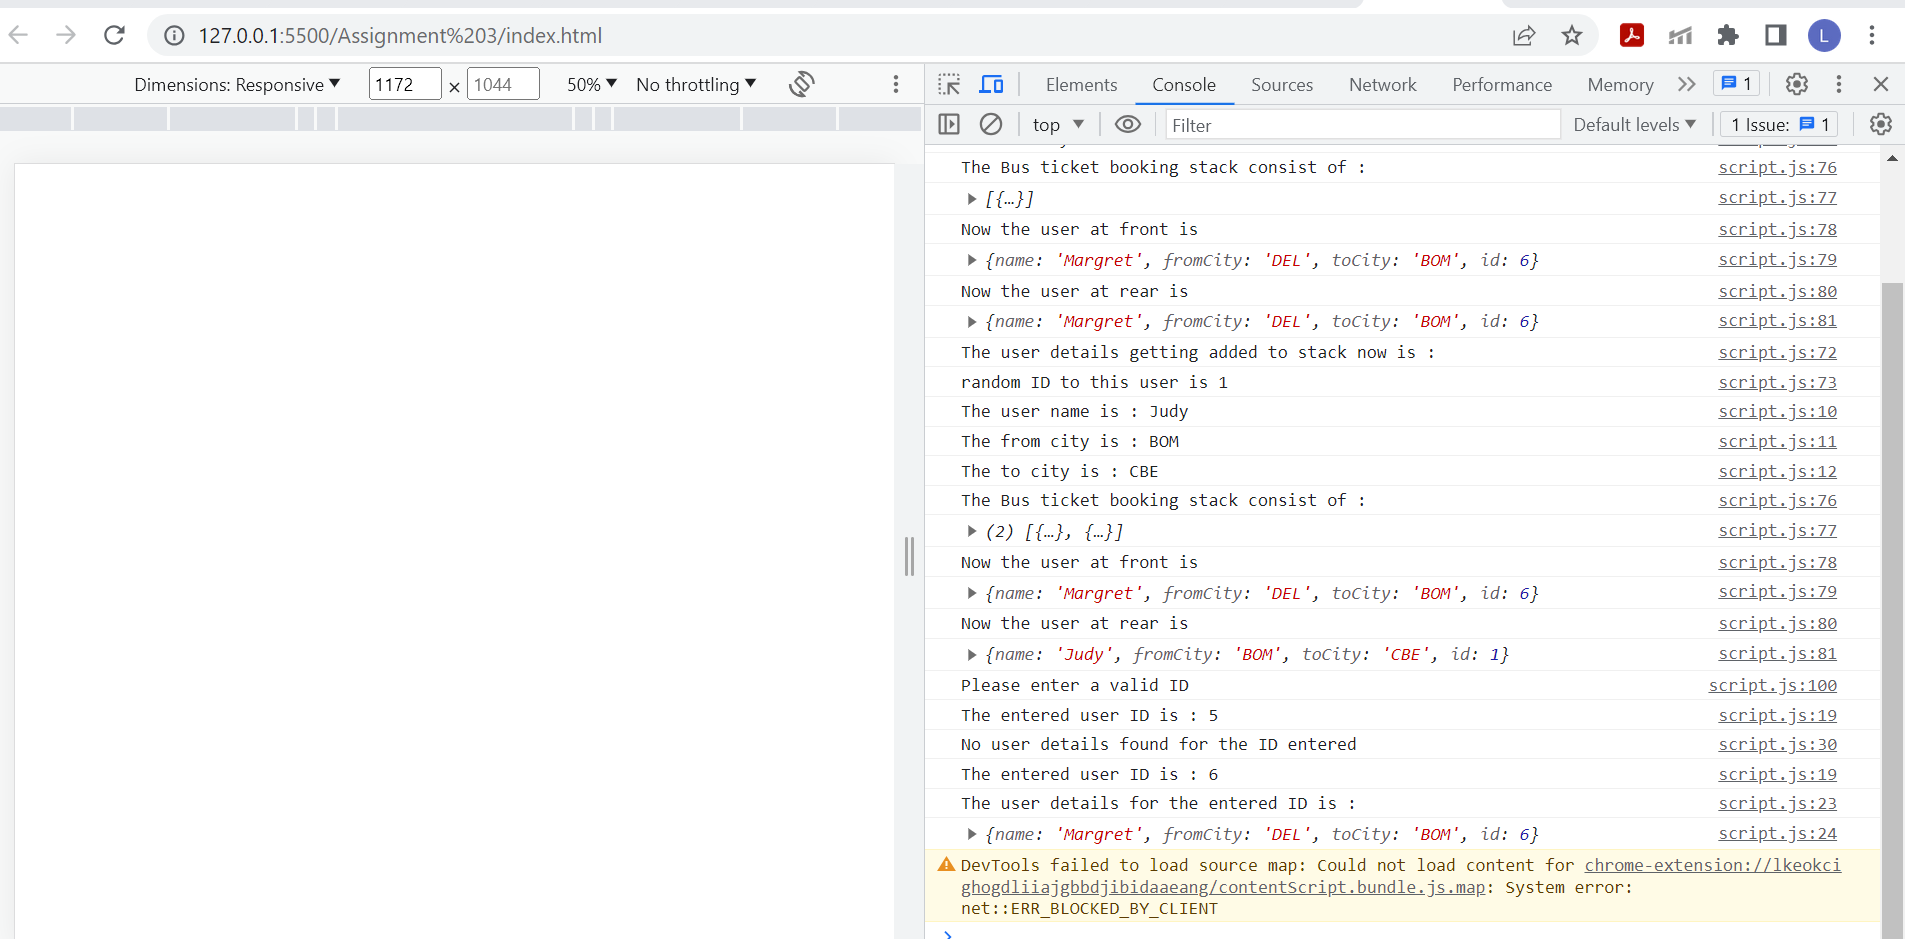 127.0.0.1:5500/Assignment%203/index.html
L
Dimensions: Responsive 1172 × 1044 50% No throttling
Elements Console Sources Network Performance Memory 1
top Filter Default levels 1 Issue: 1
The Bus ticket booking stack consist of : script.js:76
[{…}] script.js:77
Now the user at front is script.js:78
{name: 'Margret', fromCity: 'DEL', toCity: 'BOM', id: 6} script.js:79
Now the user at rear is script.js:80
{name: 'Margret', fromCity: 'DEL', toCity: 'BOM', id: 6} script.js:81
The user details getting added to stack now is : script.js:72
random ID to this user is 1 script.js:73
The user name is : Judy script.js:10
The from city is : BOM script.js:11
The to city is : CBE script.js:12
The Bus ticket booking stack consist of : script.js:76
(2) [{…}, {…}] script.js:77
Now the user at front is script.js:78
{name: 'Margret', fromCity: 'DEL', toCity: 'BOM', id: 6} script.js:79
Now the user at rear is script.js:80
{name: 'Judy', fromCity: 'BOM', toCity: 'CBE', id: 1} script.js:81
Please enter a valid ID script.js:100
The entered user ID is : 5 script.js:19
No user details found for the ID entered script.js:30
The entered user ID is : 6 script.js:19
The user details for the entered ID is : script.js:23
{name: 'Margret', fromCity: 'DEL', toCity: 'BOM', id: 6} script.js:24
DevTools failed to load source map: Could not load content for chrome-extension://lkeokci
ghogdliiajgbbdjibidaaeang/contentScript.bundle.js.map: System error:
net::ERR_BLOCKED_BY_CLIENT